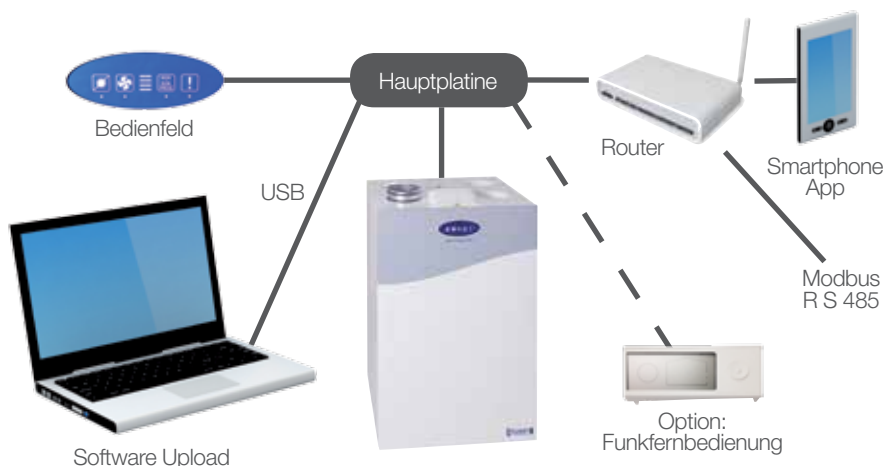 Hauptplatine
Bedienfeld
Router
Smartphone
App
USB
Modbus
R S 485
Option:
Funkfernbedienung
Software Upload